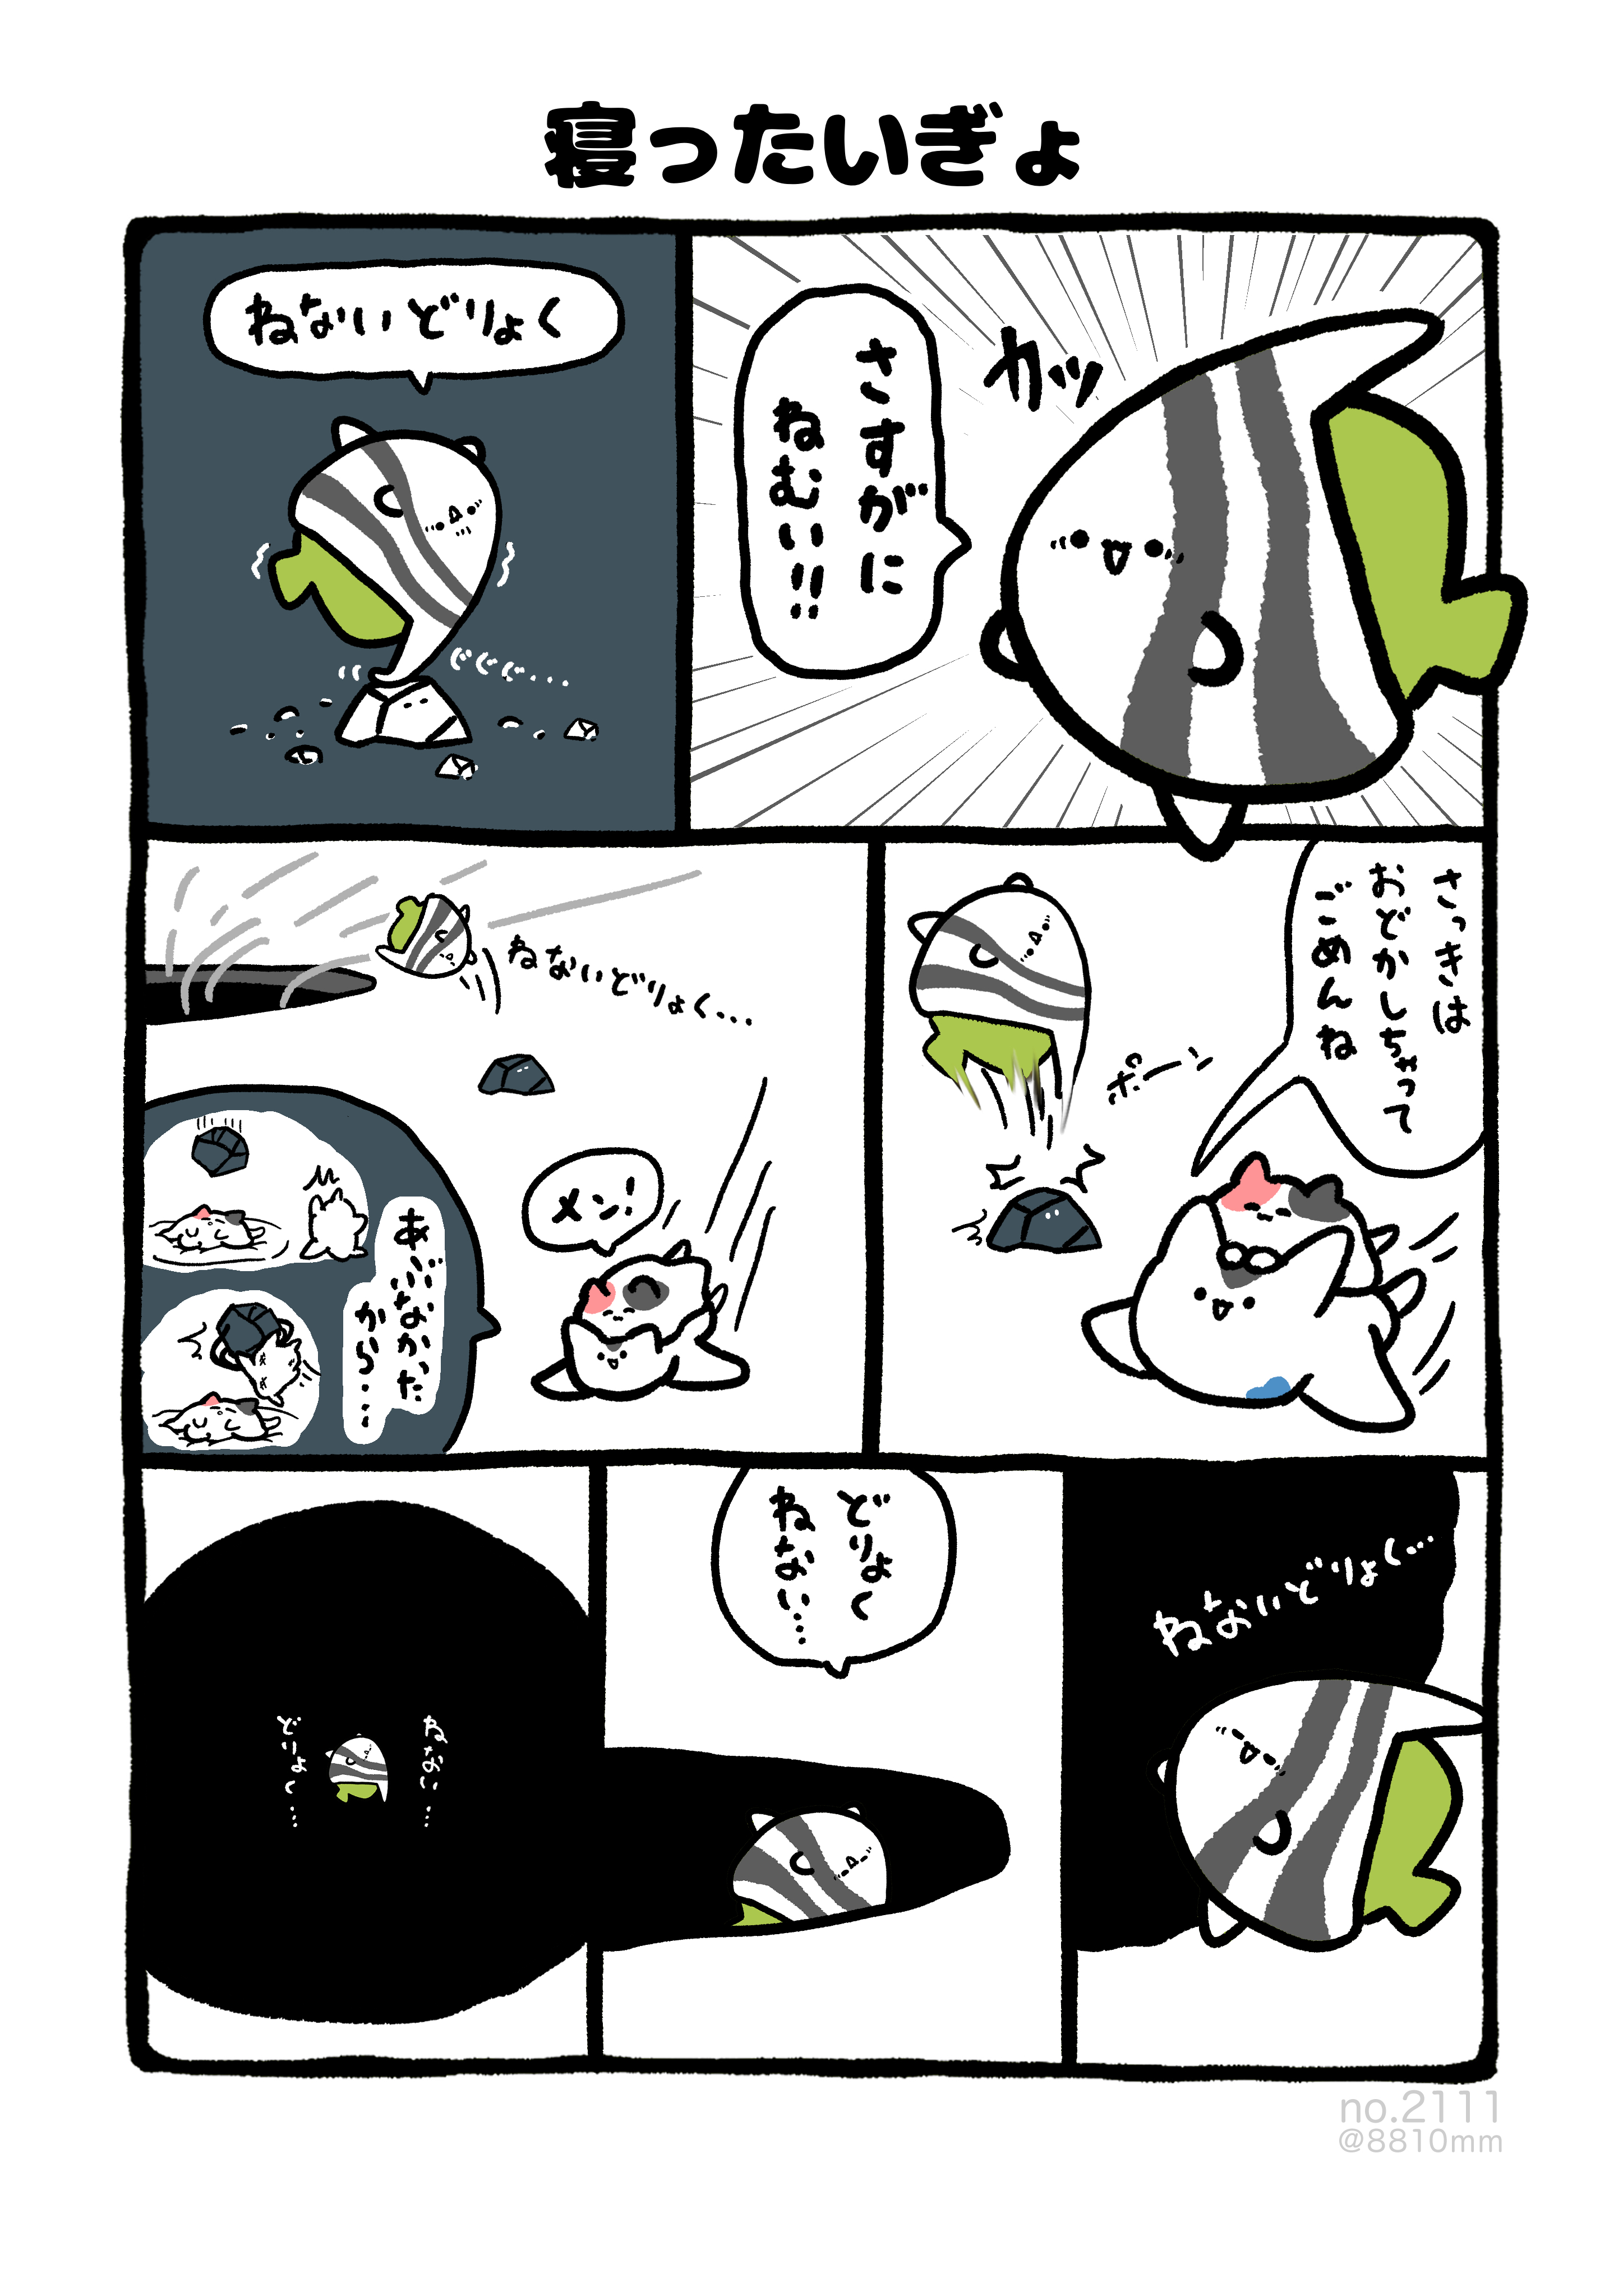 寝ったいぎょ
カッ
さすがに
ねむい!!
ねないどりょく
ぐぐぐ…
さっきは
おどかしちゃって
ごめんね
ポーン
ねないどりょく…
メン!
あぶなかった
から…
ねないどりょく…
どりょく
ねない…
ねない…
どりょく…
no.2111
@8810mm